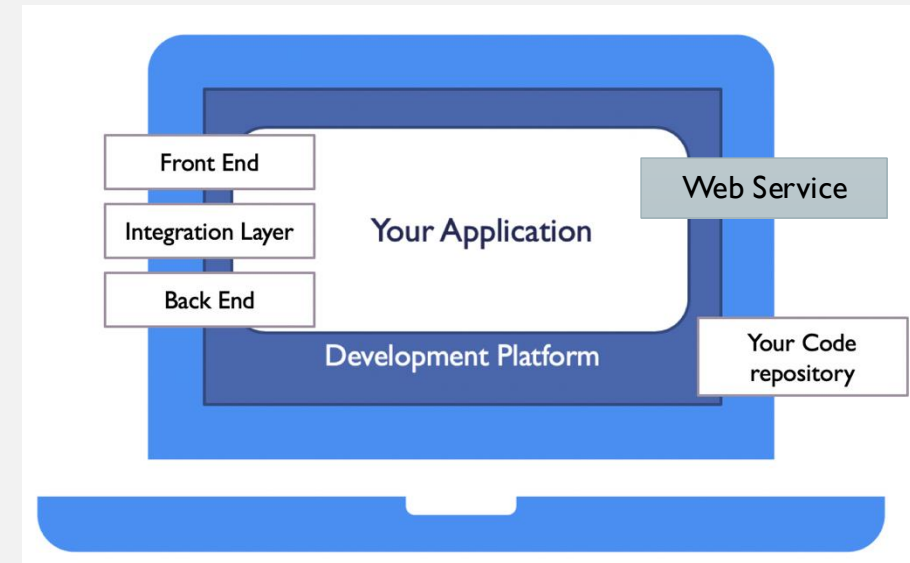 Front End
Integration Layer
Back End
Your Application
Web Service
Development Platform
Your Code
repository